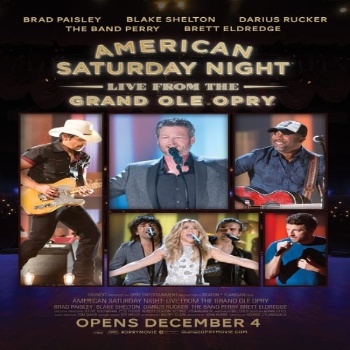 BRAD PAISLEY BLAKE SHELTON DARIUS RUCKER
THE BAND PERRY BRETT ELDREDGE
AMERICAN
SATURDAY NIGHT
LIVE FROM THE
GRAND OLE OPRY
AMERICAN SATURDAY NIGHT: LIVE FROM THE GRAND OLE OPRY
BRAD PAISLEY BLAKE SHELTON DARIUS RUCKER THE BAND PERRY BRETT ELDREDGE
OPENS DECEMBER 4